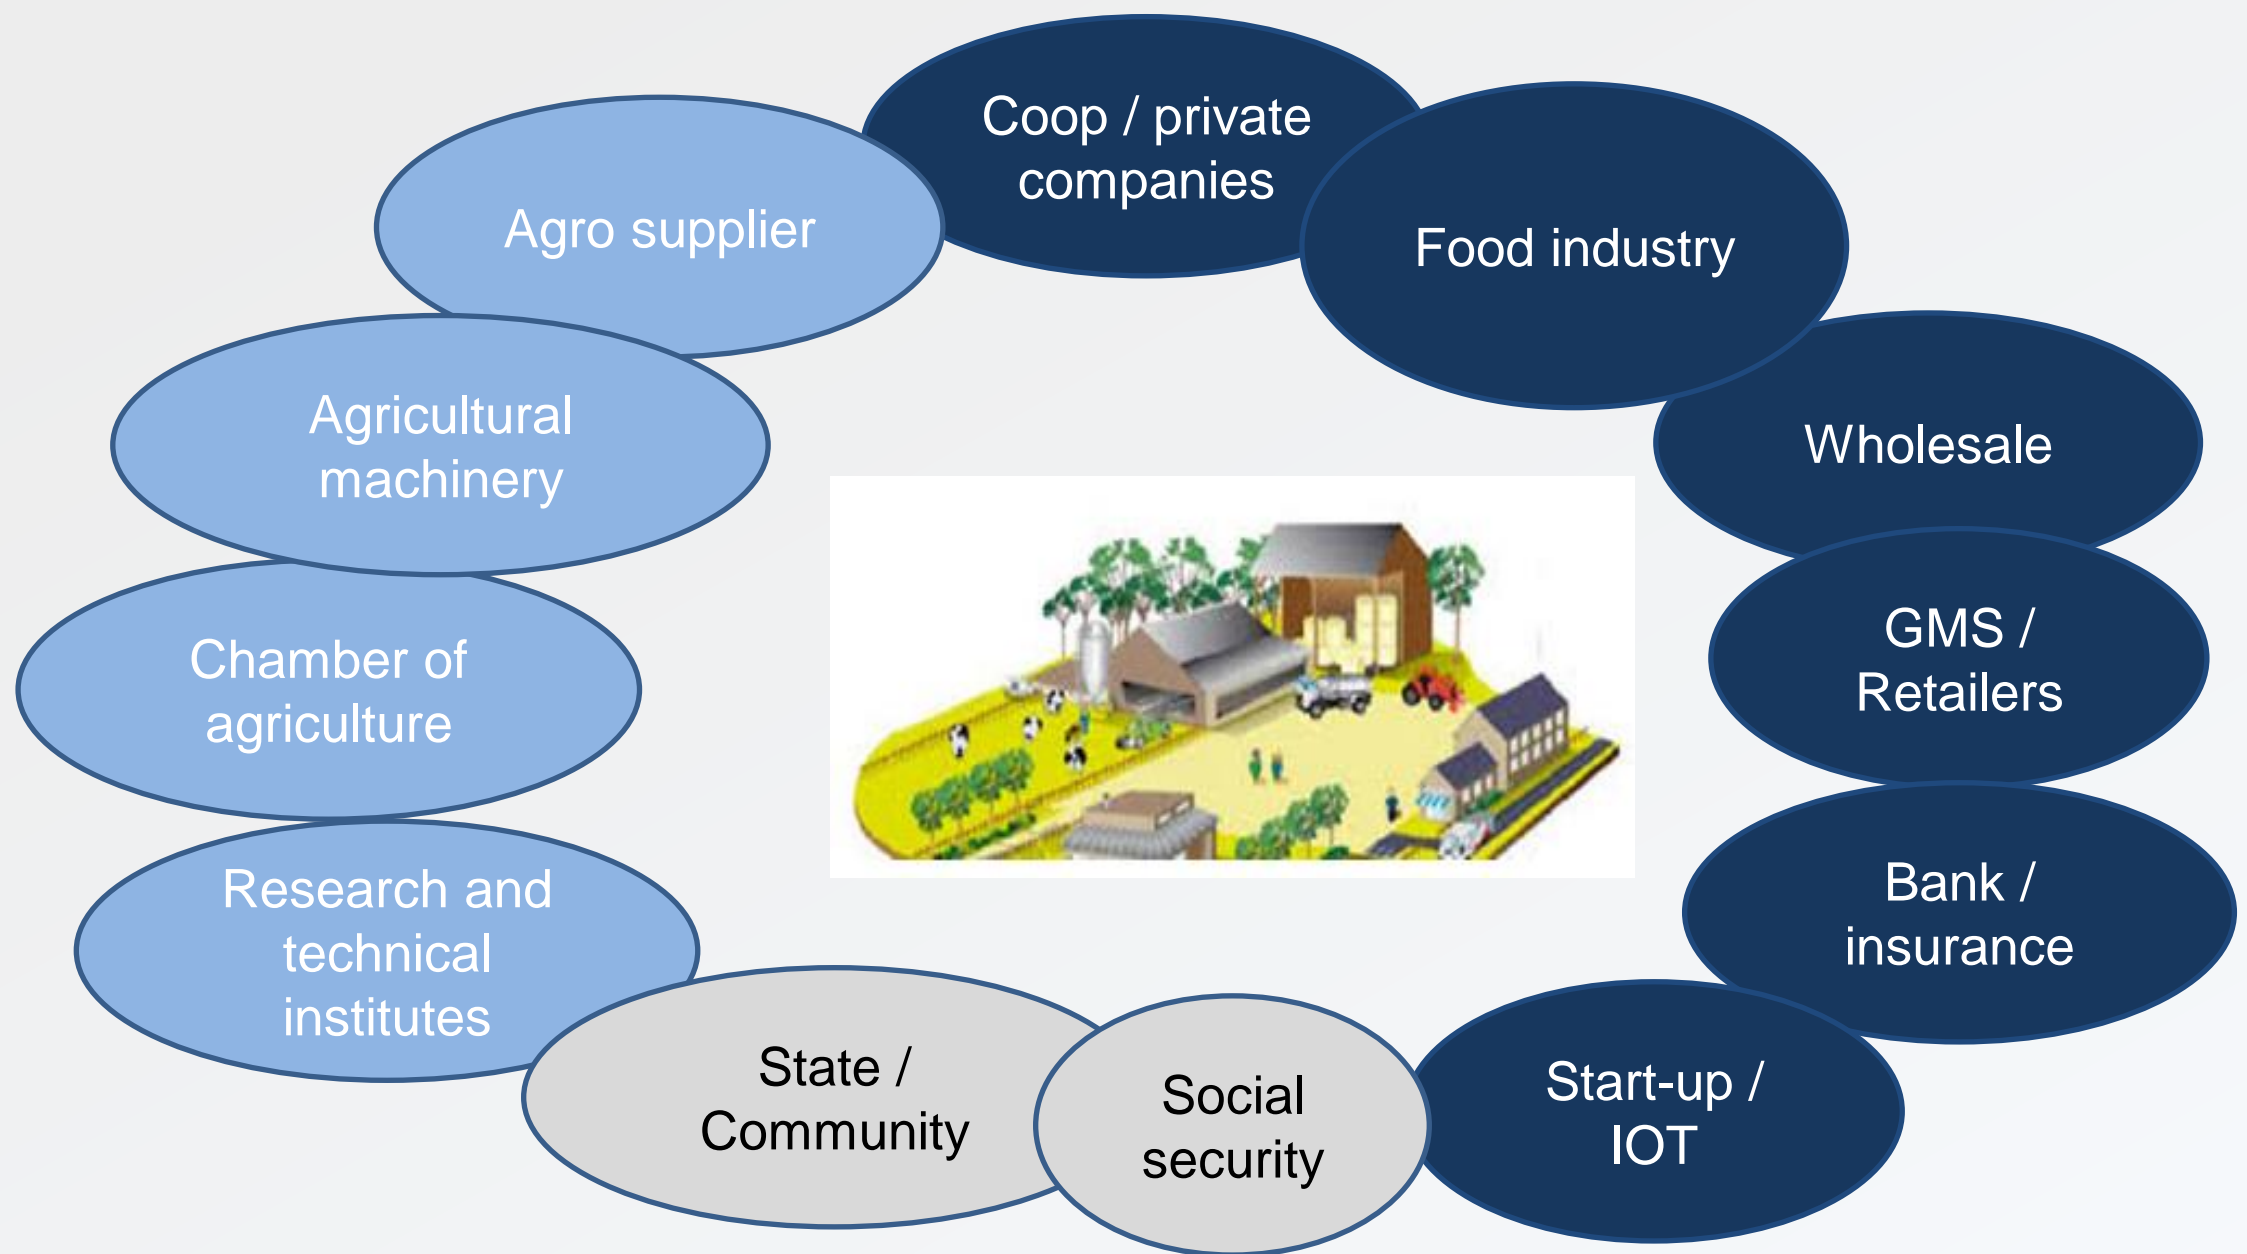 Coop / private
companies
Agro supplier
Food industry
Agricultural
machinery
Wholesale
Chamber of
agriculture
GMS /
Retailers
Research and
technical
institutes
Bank /
insurance
State /
Community
Social
security
Start-up /
IOT